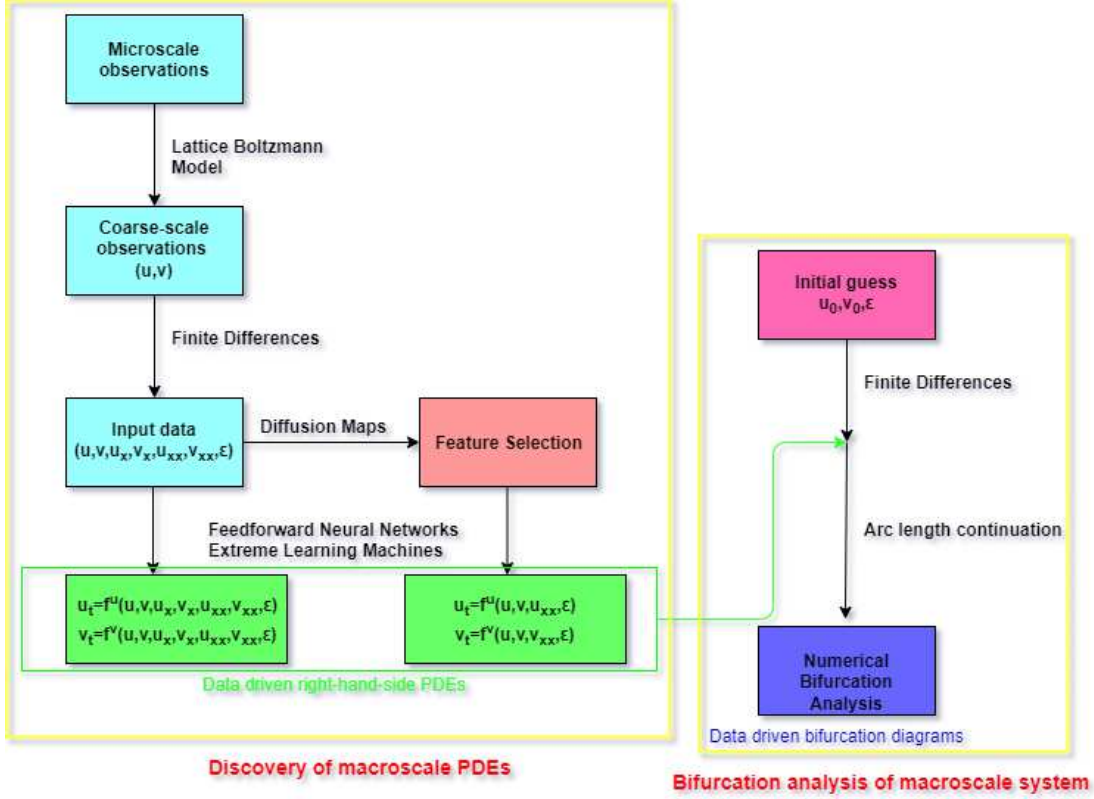 Microscale
observations
Lattice Boltzmann
Model
Coarse-scale
observations
(u,v)
Finite Differences
Input data
(u,v,uₓ,vₓ,uₓₓ,vₓₓ,ε)
Diffusion Maps
Feature Selection
Feedforward Neural Networks
Extreme Learning Machines
uₜ=fᵘ(u,v,uₓ,vₓ,uₓₓ,vₓₓ,ε)
vₜ=fᵛ(u,v,uₓ,vₓ,uₓₓ,vₓₓ,ε)
uₜ=fᵘ(u,v,uₓₓ,ε)
vₜ=fᵛ(u,v,vₓₓ,ε)
Data driven right-hand-side PDEs
Discovery of macroscale PDEs
Initial guess
u₀,v₀,ε
Finite Differences
Arc length continuation
Numerical
Bifurcation
Analysis
Data driven bifurcation diagrams
Bifurcation analysis of macroscale system